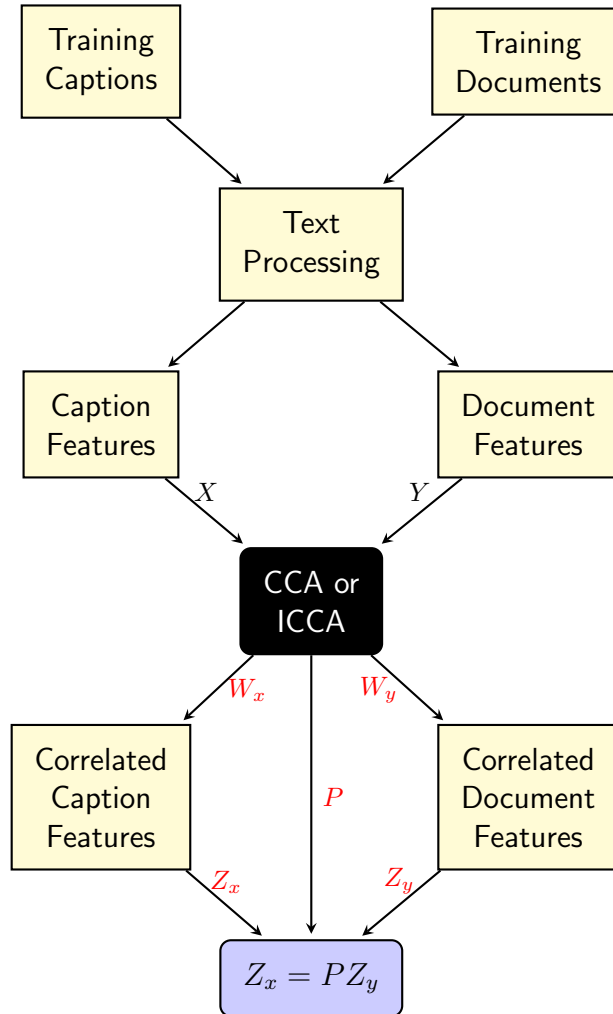 Training
Captions
Training
Documents
Text
Processing
Caption
Features
Document
Features
X
Y
CCA or
ICCA
W_x
W_y
Correlated
Caption
Features
P
Correlated
Document
Features
Z_x
Z_y
Z_x = PZ_y